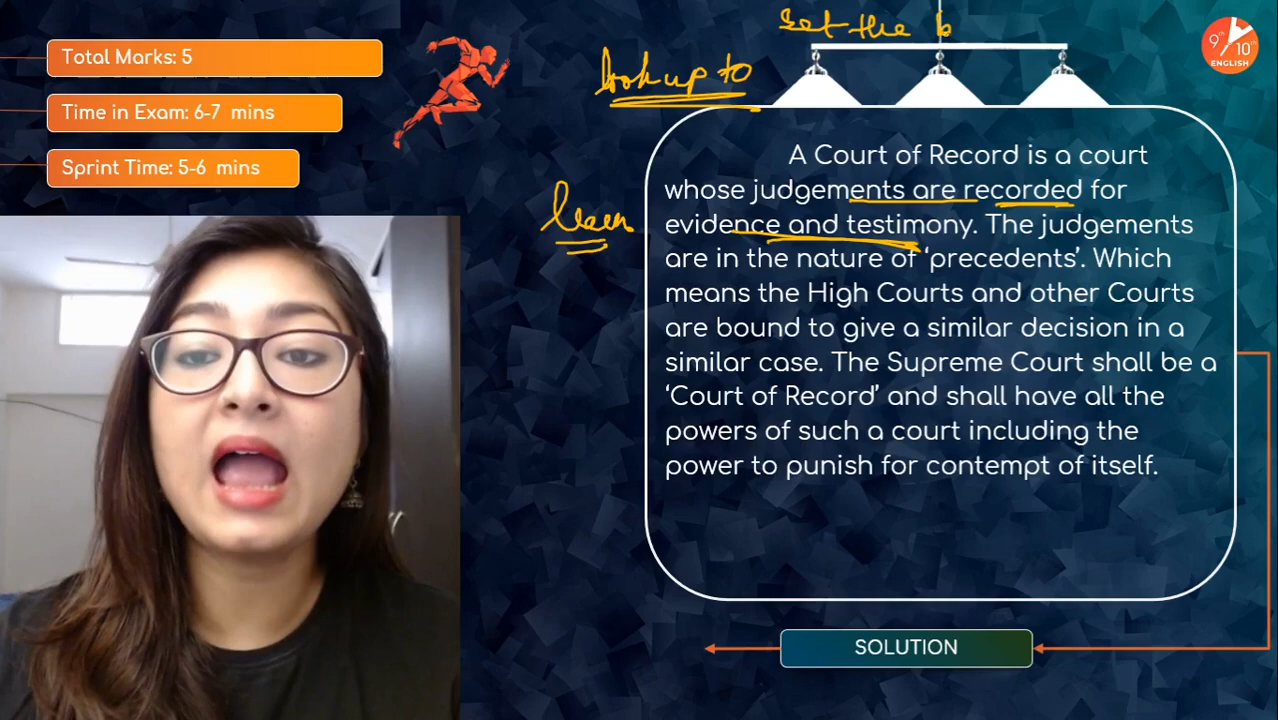 Total Marks: 5
Time in Exam: 6-7 mins
Sprint Time: 5-6 mins
set the b
look up to
learn
9th 10th
ENGLISH
A Court of Record is a court
whose judgements are recorded for
evidence and testimony. The judgements
are in the nature of ‘precedents’. Which
means the High Courts and other Courts
are bound to give a similar decision in a
similar case. The Supreme Court shall be a
‘Court of Record’ and shall have all the
powers of such a court including the
power to punish for contempt of itself.
SOLUTION